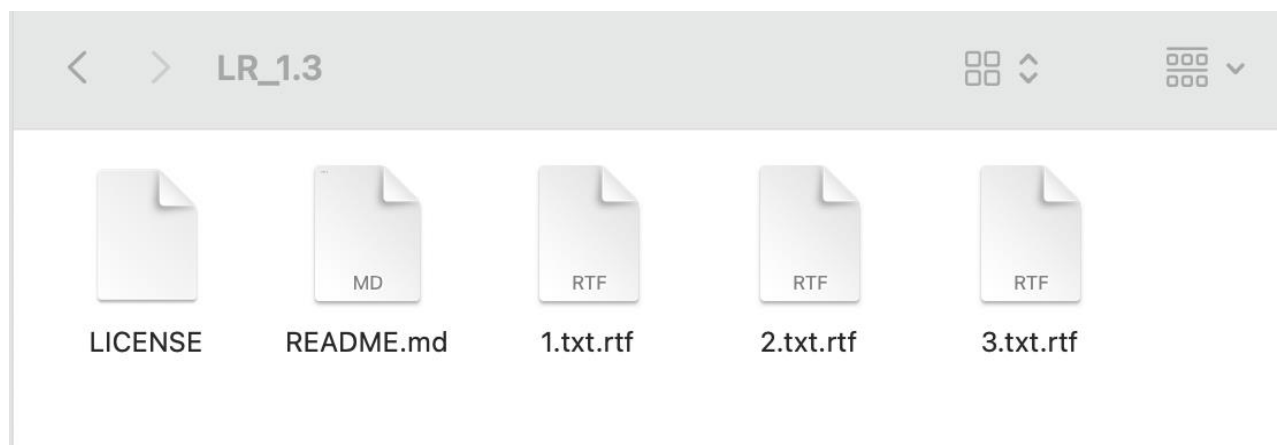 LR_1.3
MD
RTF
RTF
RTF
LICENSE
README.md
1.txt.rtf
2.txt.rtf
3.txt.rtf